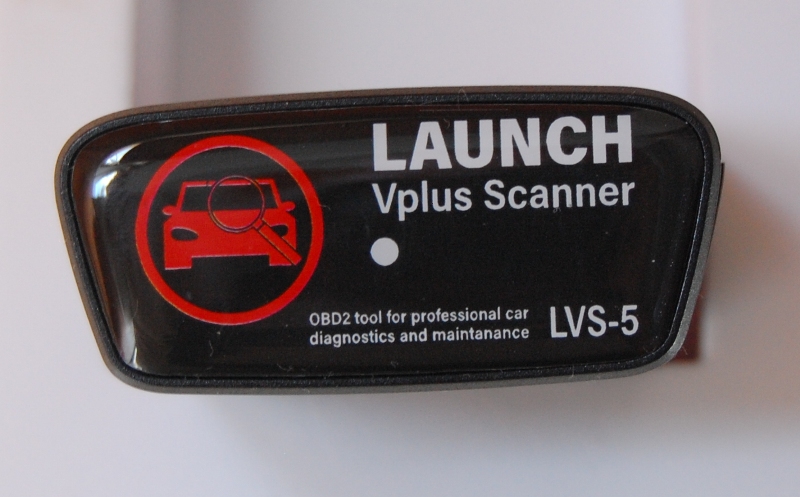 LAUNCH
Vplus Scanner
OBD2 tool for professional car
diagnostics and maintanance
LVS-5